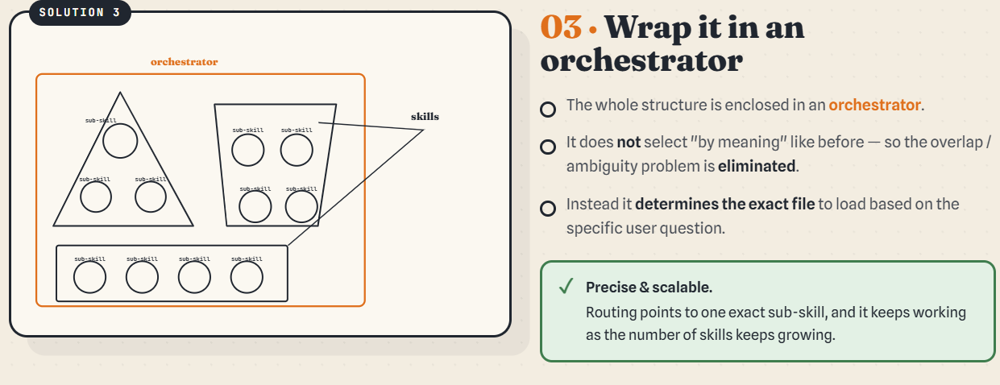 SOLUTION 3
orchestrator
sub-skill
sub-skill sub-skill
sub-skill sub-skill
sub-skill sub-skill
skills
sub-skill sub-skill sub-skill sub-skill
03 · Wrap it in an
orchestrator
The whole structure is enclosed in an orchestrator.
It does not select "by meaning" like before — so the overlap /
ambiguity problem is eliminated.
Instead it determines the exact file to load based on the
specific user question.
✓ Precise & scalable.
Routing points to one exact sub-skill, and it keeps working
as the number of skills keeps growing.